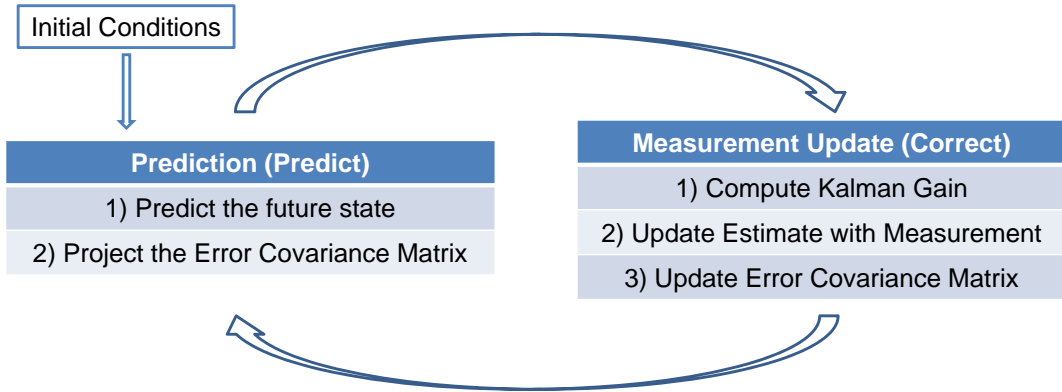 Initial Conditions
Prediction (Predict)
1) Predict the future state
2) Project the Error Covariance Matrix
Measurement Update (Correct)
1) Compute Kalman Gain
2) Update Estimate with Measurement
3) Update Error Covariance Matrix